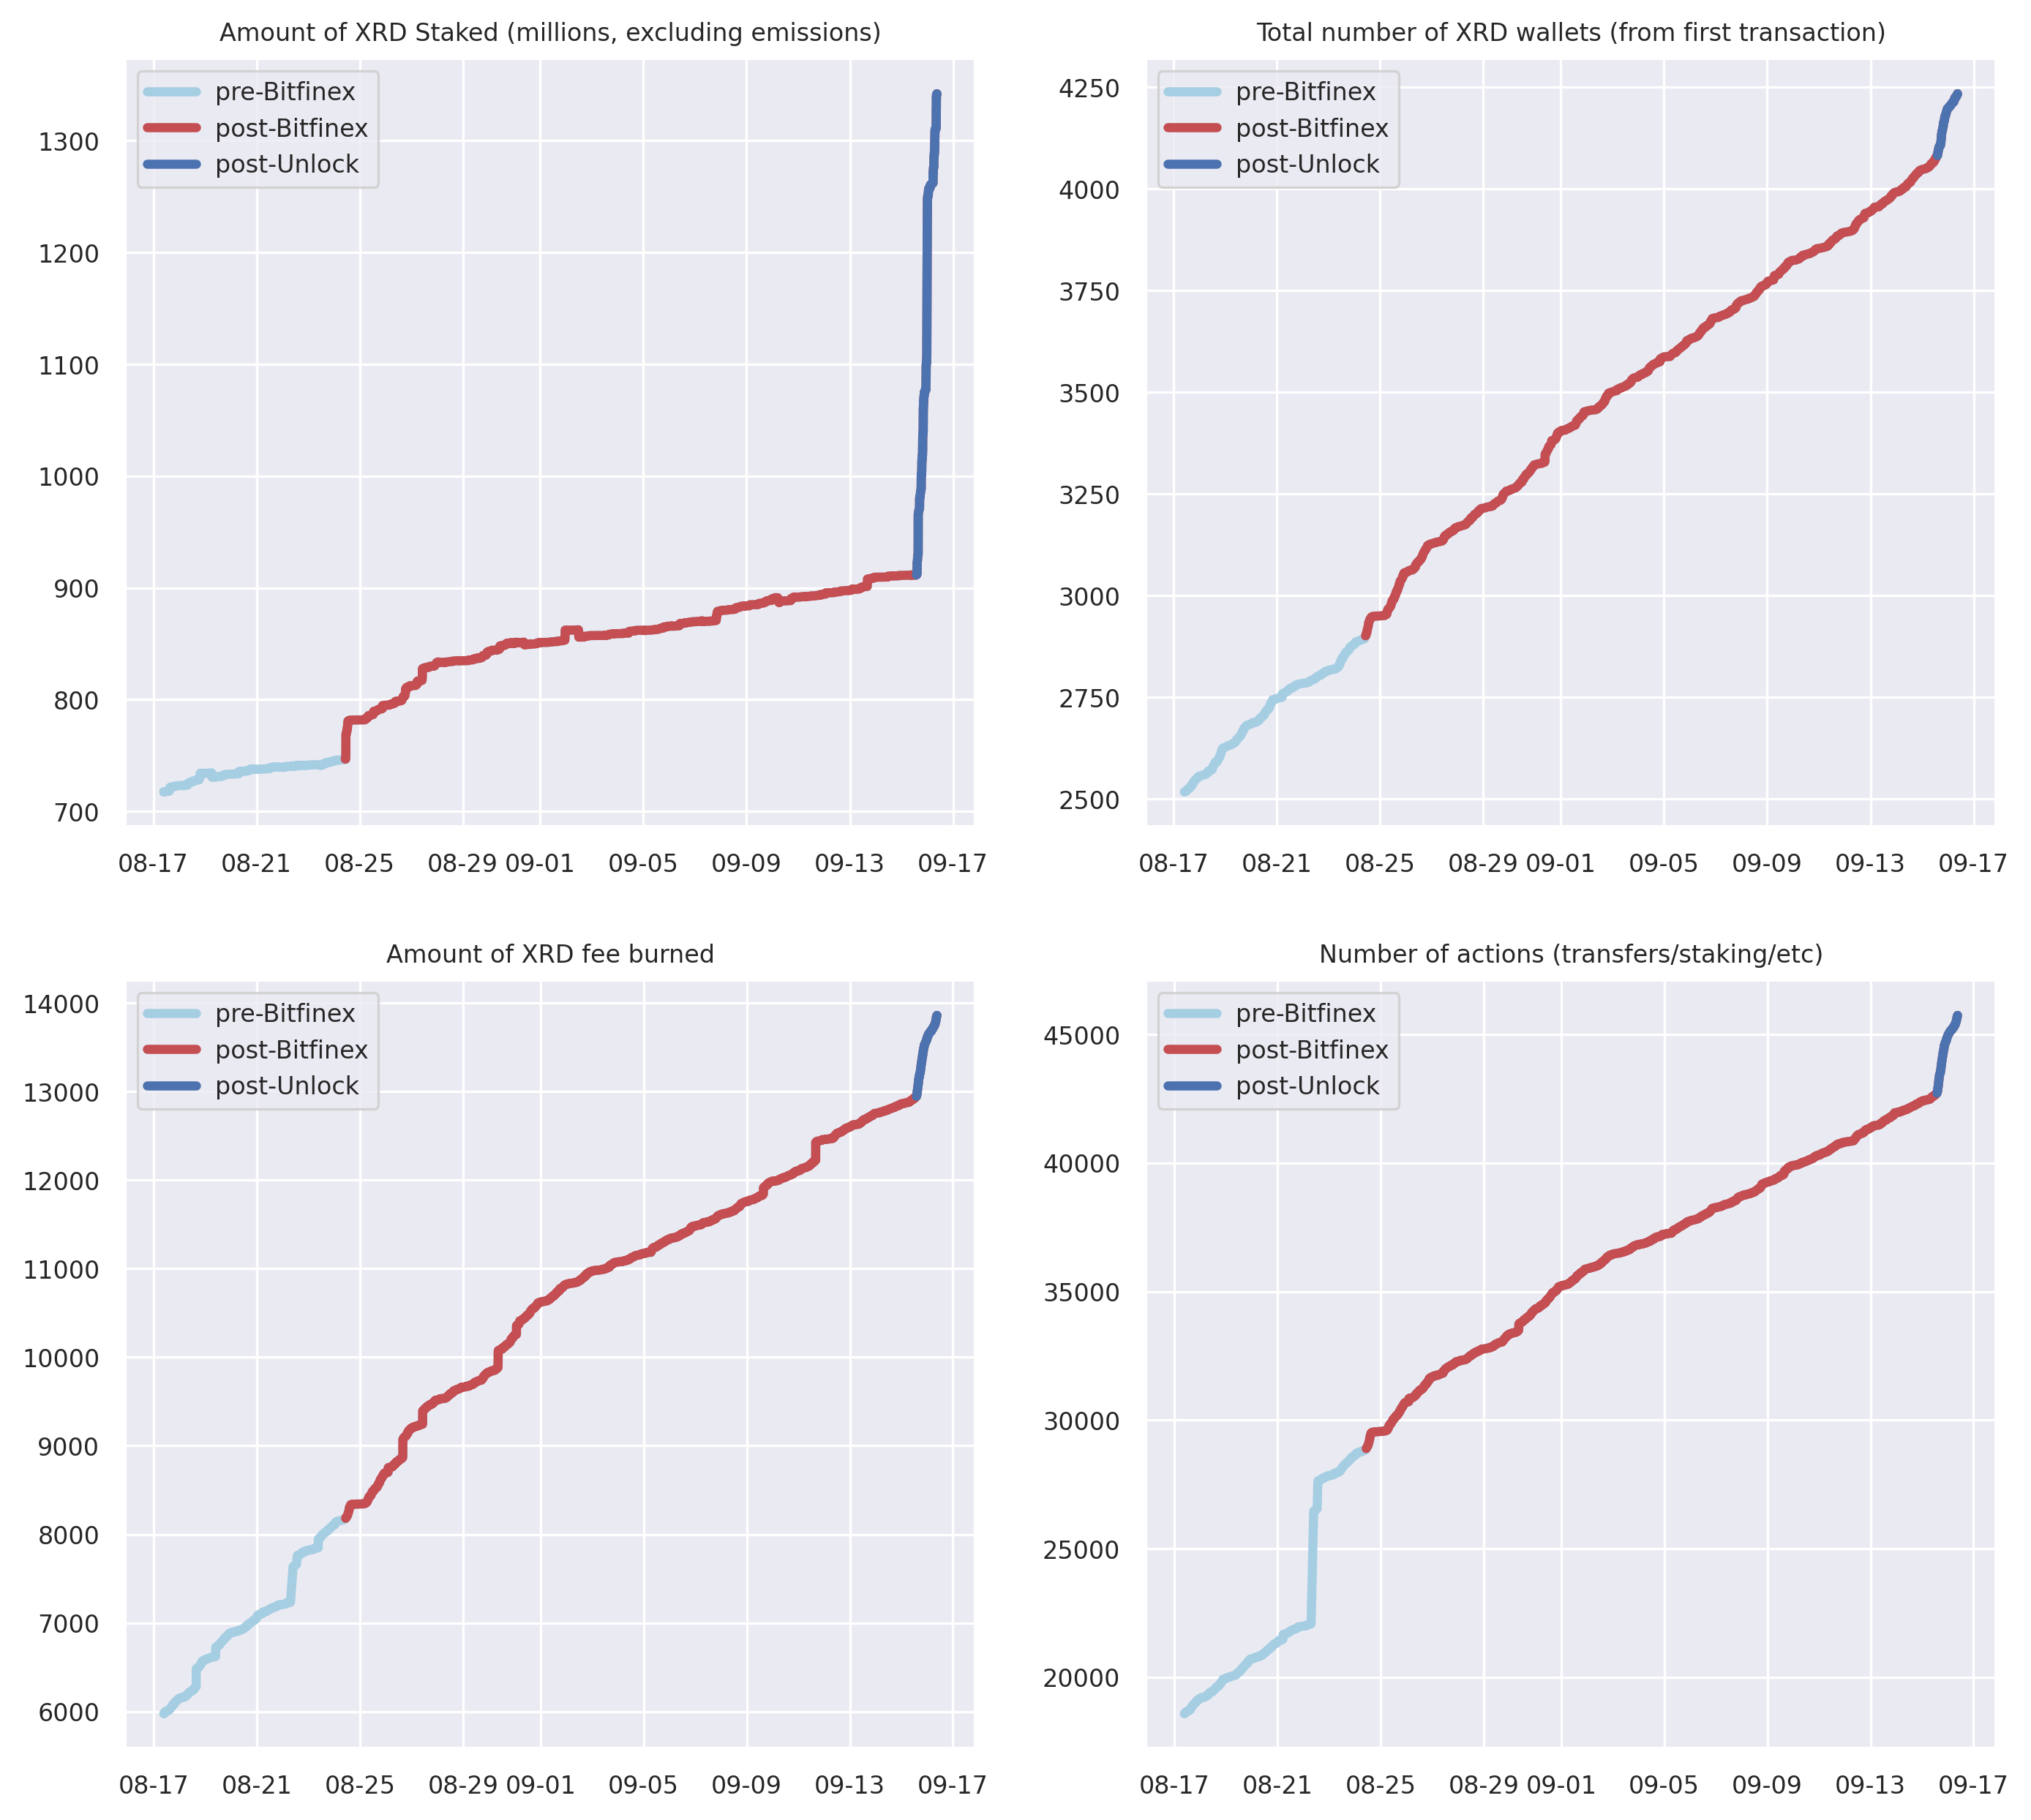 Amount of XRD Staked (millions, excluding emissions)
pre-Bitfinex
post-Bitfinex
post-Unlock
1300
1200
1100
1000
900
800
700
08-17 08-21 08-25 08-29 09-01 09-05 09-09 09-13 09-17
Total number of XRD wallets (from first transaction)
pre-Bitfinex
post-Bitfinex
post-Unlock
4250
4000
3750
3500
3250
3000
2750
2500
08-17 08-21 08-25 08-29 09-01 09-05 09-09 09-13 09-17
Amount of XRD fee burned
pre-Bitfinex
post-Bitfinex
post-Unlock
14000
13000
12000
11000
10000
9000
8000
7000
6000
08-17 08-21 08-25 08-29 09-01 09-05 09-09 09-13 09-17
Number of actions (transfers/staking/etc)
pre-Bitfinex
post-Bitfinex
post-Unlock
45000
40000
35000
30000
25000
20000
08-17 08-21 08-25 08-29 09-01 09-05 09-09 09-13 09-17